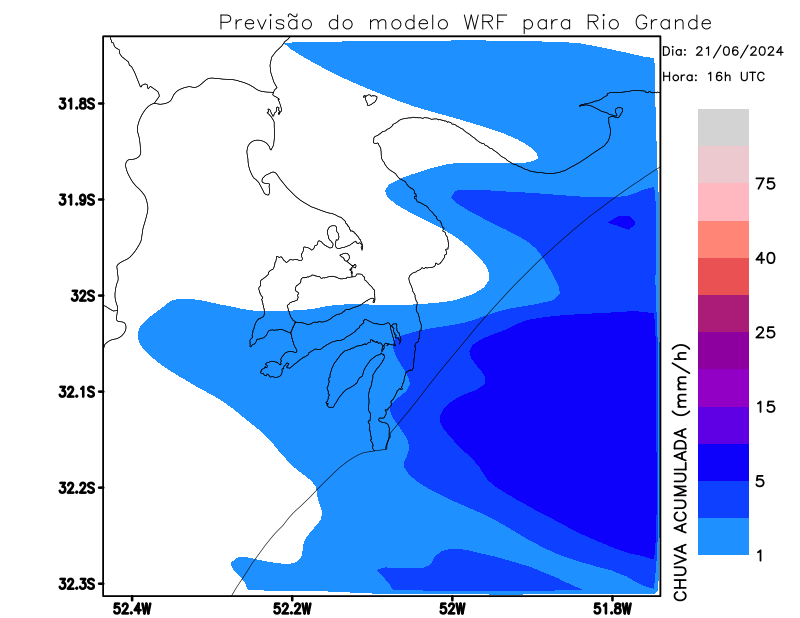 Previsão do modelo WRF para Rio Grande
Dia: 21/06/2024
Hora: 16h UTC
31.8S
31.9S
32S
32.1S
32.2S
32.3S
52.4W
52.2W
52W
51.8W
75
40
25
15
5
1
CHUVA ACUMULADA (mm/h)